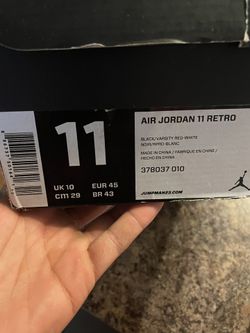 11
AIR JORDAN 11 RETRO
BLACK/VARSITY RED-WHITE
NOIR/RPRO-BLANC
MADE IN CHINA / FABRIQUE EN CHINE /
HECHO EN CHINA
UK 10 EUR 45
CM 29 BR 43
378037 010
JUMPMAN23.COM